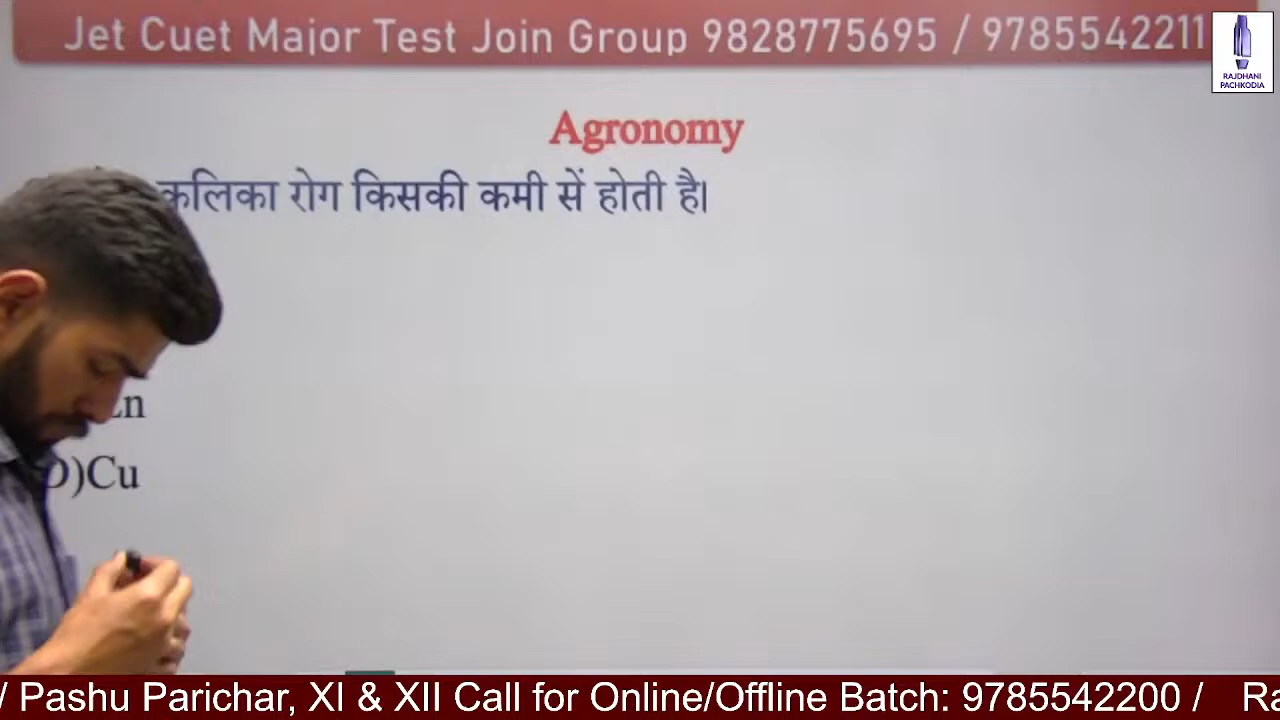 Jet Cuet Major Test Join Group 9828775695 / 9785542211
RAJDHANI
PACHKODIA
Agronomy
कलिका रोग किसकी कमी सें होती है।
Zn
D)Cu
/ Pashu Parichar, XI & XII Call for Online/Offline Batch: 9785542200 / Ra